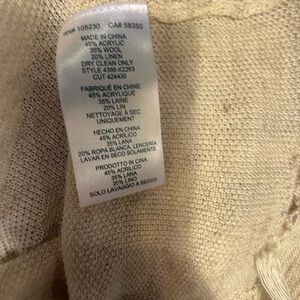 RN# 105230 CA# 58350
MADE IN CHINA
45% ACRYLIC
35% WOOL
20% LINEN
DRY CLEAN ONLY
STYLE 4386-K2263
CUT 424430
FABRIQUÉ EN CHINE
45% ACRYLIQUE
35% LAINE
20% LIN
NETTOYAGE À SEC
UNIQUEMENT
HECHO EN CHINA
45% ACRÍLICO
35% LANA
20% ROPA BLANCA, LENCERÍA
LAVAR EN SECO SOLAMENTE
PRODOTTO IN CINA
45% ACRILICO
35% LANA
20% LINO
SOLO LAVAGGIO A SECCO